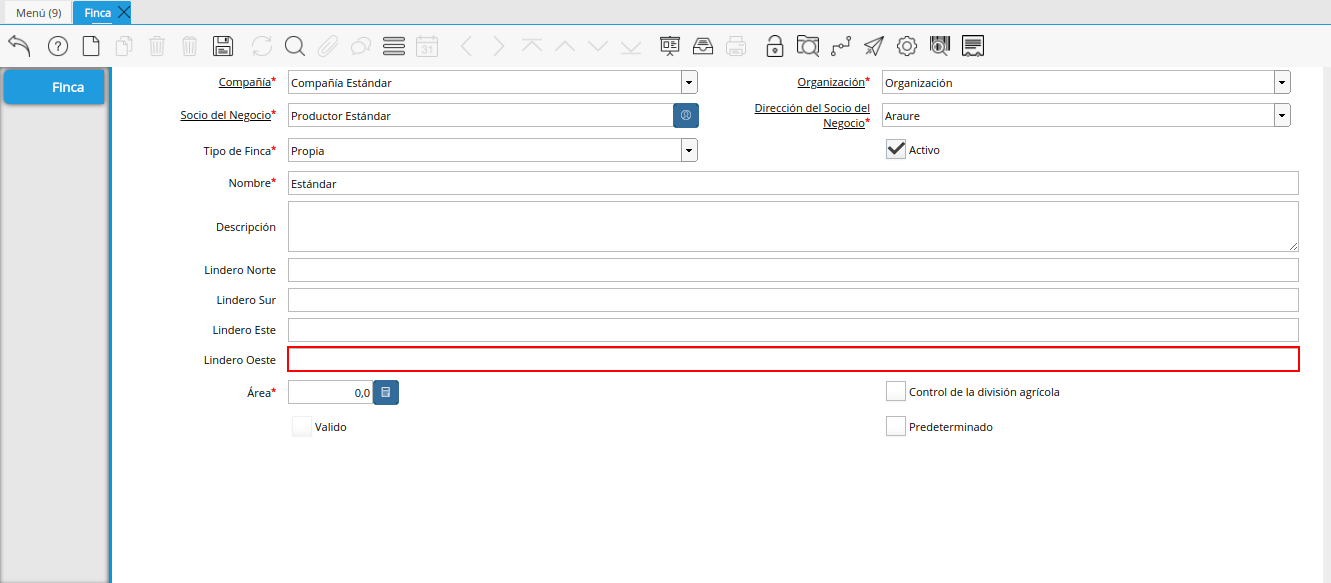 Menú (9)
Finca
31
Finca
Compañía* Compañía Estándar
Organización* Organización
Socio del Negocio* Productor Estándar
Dirección del Socio del
Negocio* Araure
Tipo de Finca* Propia
Activo
Nombre* Estándar
Descripción
Lindero Norte
Lindero Sur
Lindero Este
Lindero Oeste
Área* 0,0
Control de la división agrícola
Valido
Predeterminado